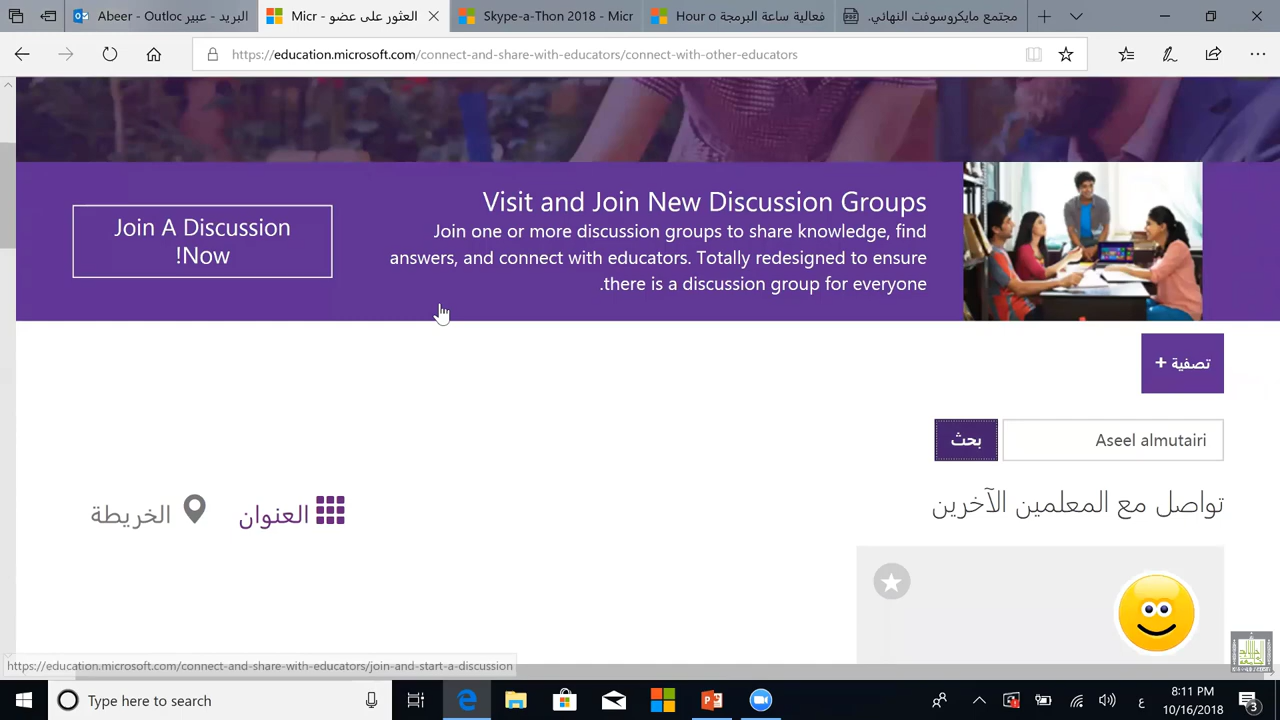 البريد - عبير Abeer - Outloc
العثور على عضو - Micr
Skype-a-Thon 2018 - Micr
فعالية ساعة البرمجة Hour o
مجتمع مايكروسوفت النهائي.
https://education.microsoft.com/connect-and-share-with-educators/connect-with-other-educators
Visit and Join New Discussion Groups
Join one or more discussion groups to share knowledge, find
answers, and connect with educators. Totally redesigned to ensure
.there is a discussion group for everyone
Join A Discussion
!Now
تصفية +
Aseel almutairi
بحث
تواصل مع المعلمين الآخرين
العنوان
الخريطة
https://education.microsoft.com/connect-and-share-with-educators/join-and-start-a-discussion
Type here to search
ع
8:11 PM
10/16/2018
3